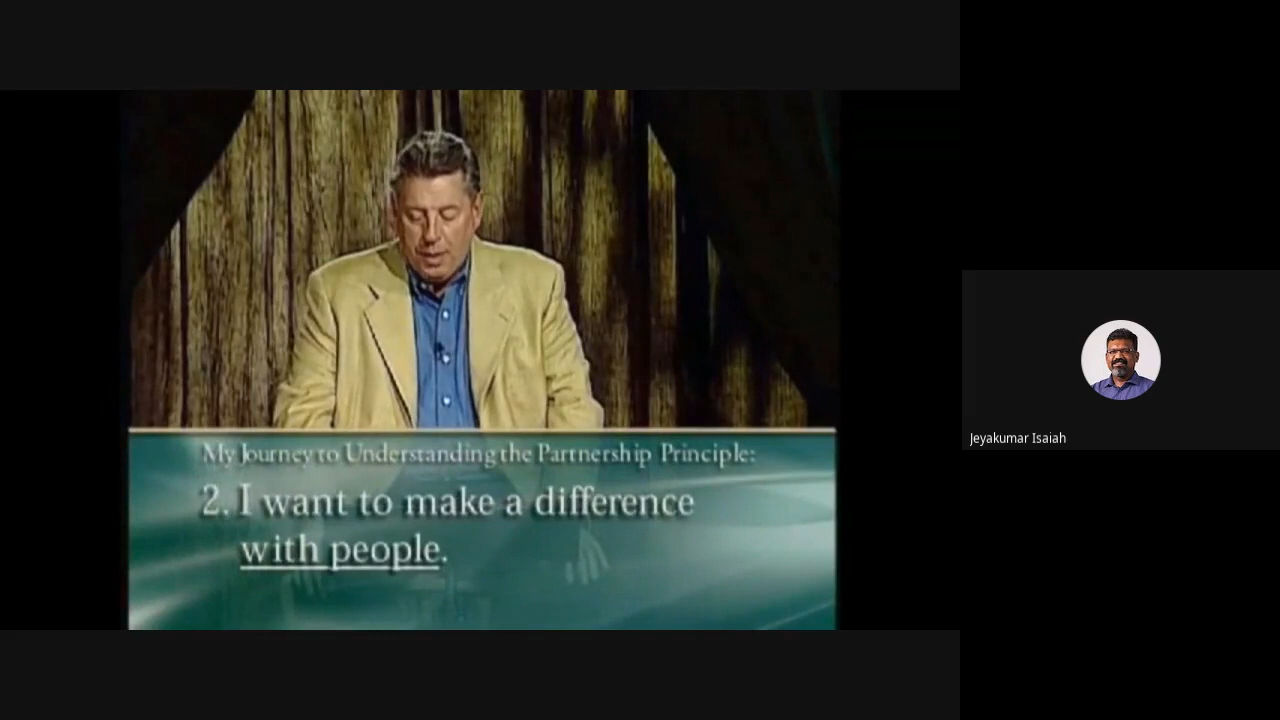 My Journey to Understanding the Partnership Principle:
2. I want to make a difference
with people.
Jeyakumar Isaiah